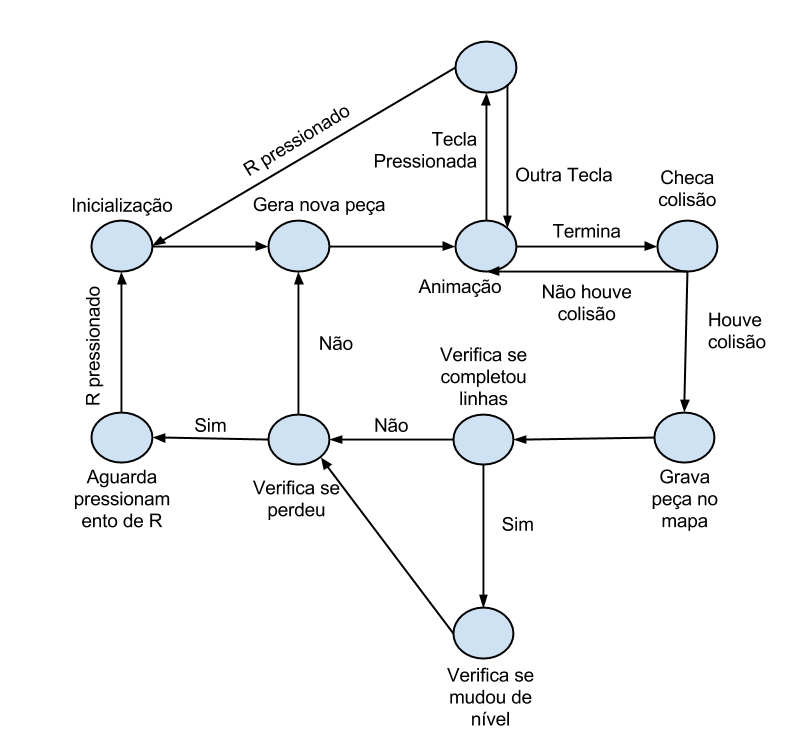 R pressionado
Tecla
Pressionada
Outra Tecla
Checa
colisão
Inicialização
Gera nova peça
Termina
Animação
Não houve
colisão
R pressionado
Não
Houve
colisão
Verifica se
completou
linhas
Sim
Não
Aguarda
pressionam
ento de R
Verifica se
perdeu
Grava
peça no
mapa
Sim
Verifica se
mudou de
nível